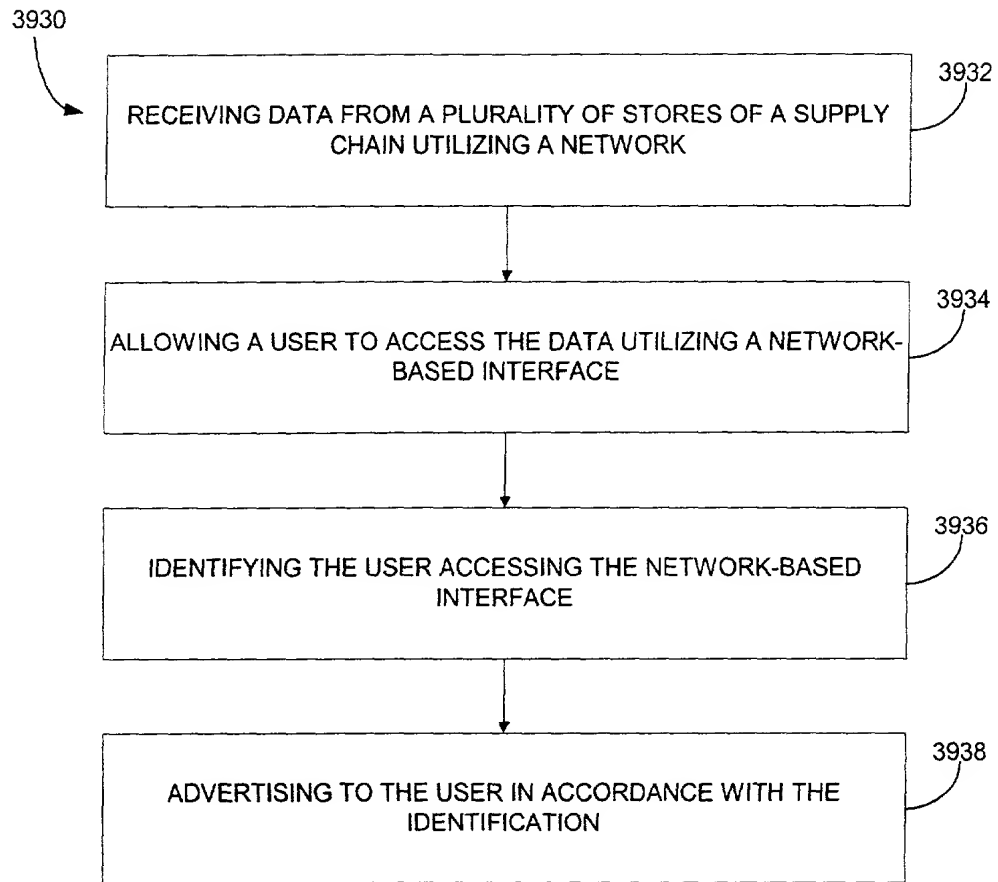 3930
3932
RECEIVING DATA FROM A PLURALITY OF STORES OF A SUPPLY
CHAIN UTILIZING A NETWORK
3934
ALLOWING A USER TO ACCESS THE DATA UTILIZING A NETWORK-
BASED INTERFACE
3936
IDENTIFYING THE USER ACCESSING THE NETWORK-BASED
INTERFACE
3938
ADVERTISING TO THE USER IN ACCORDANCE WITH THE
IDENTIFICATION